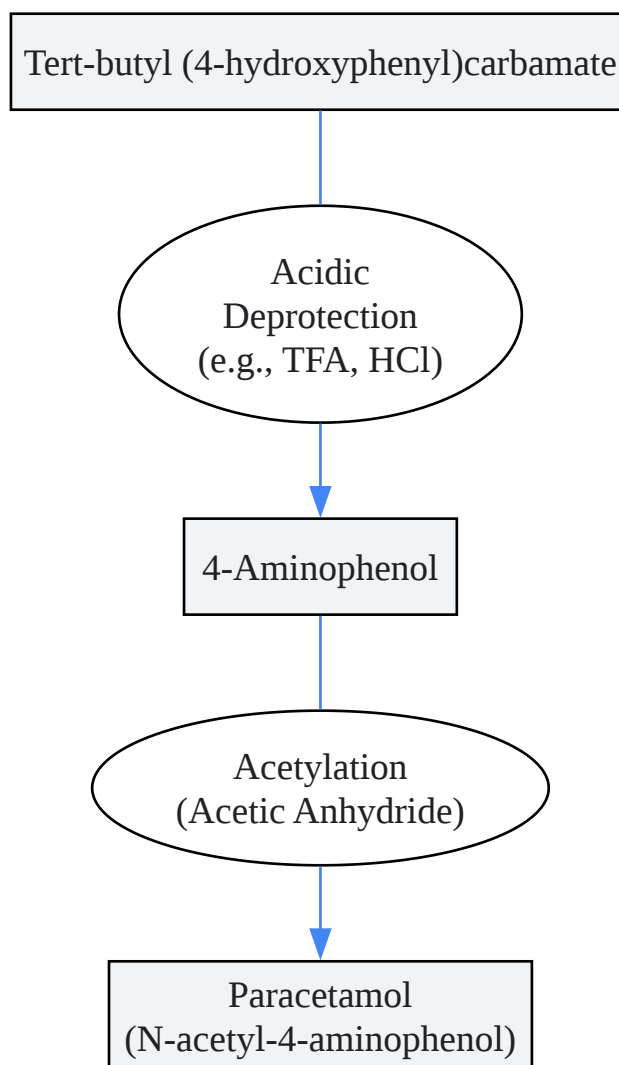 Tert-butyl (4-hydroxyphenyl)carbamate
Acidic
Deprotection
(e.g., TFA, HCl)
4-Aminophenol
Acetylation
(Acetic Anhydride)
Paracetamol
(N-acetyl-4-aminophenol)